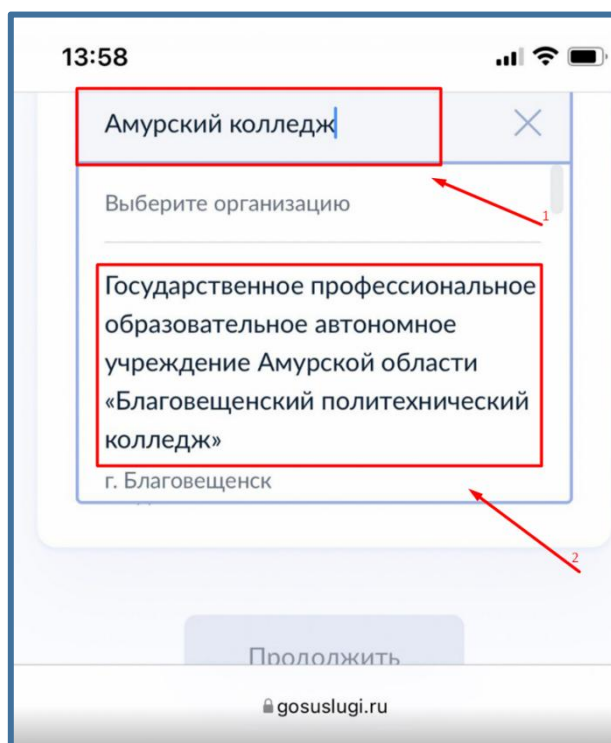 13:58
Амурский колледж
1
Выберите организацию
Государственное профессиональное
образовательное автономное
учреждение Амурской области
«Благовещенский политехнический
колледж»
г. Благовещенск
2
Продолжить
gosuslugi.ru